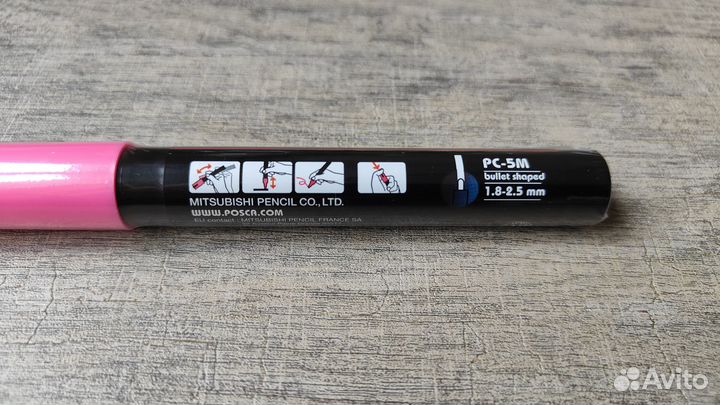 MITSUBISHI PENCIL CO., LTD.
WWW.POSCA.COM
EU contact : MITSUBISHI PENCIL FRANCE SA
PC-5M
bullet shaped
1.8-2.5 mm
Avito